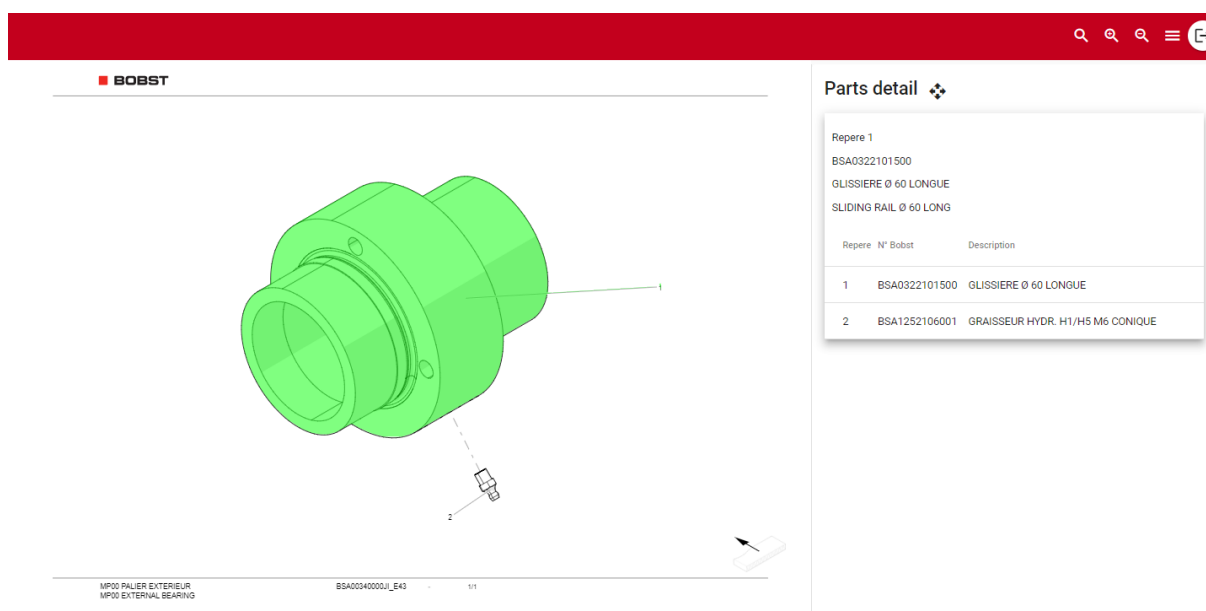 BOBST
1
2
MP00 PALIER EXTERIEUR
MP00 EXTERNAL BEARING
BSA00340000JI_E43 - 1/1
Parts detail
Repere 1
BSA0322101500
GLISSIERE Ø 60 LONGUE
SLIDING RAIL Ø 60 LONG
Repere N° Bobst Description
1 BSA0322101500 GLISSIERE Ø 60 LONGUE
2 BSA1252106001 GRAISSEUR HYDR. H1/H5 M6 CONIQUE